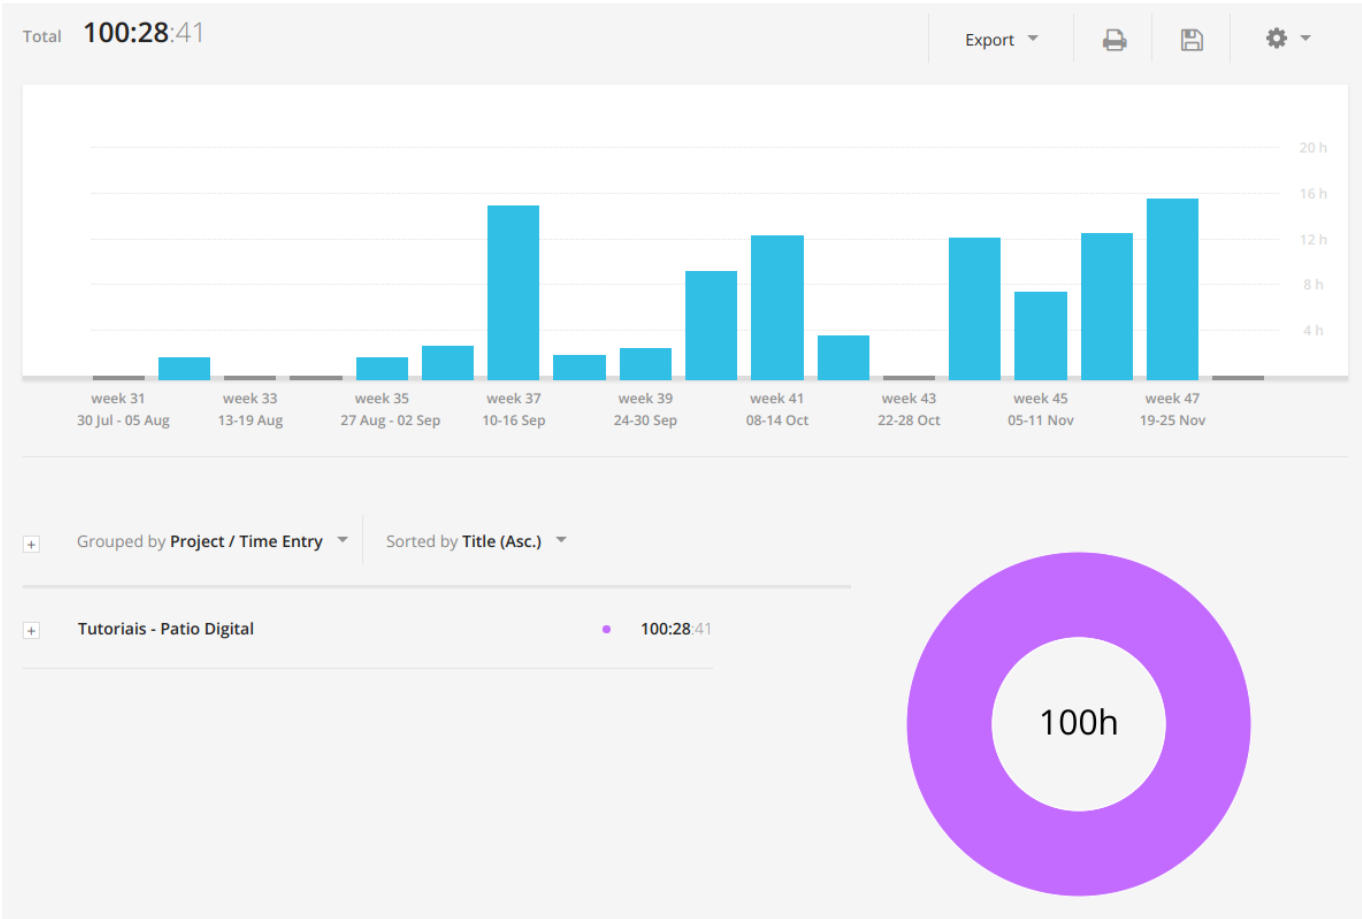 Total 100:28:41
Export
20 h
16 h
12 h
8 h
4 h
week 31 week 33 week 35 week 37 week 39 week 41 week 43 week 45 week 47
30 Jul - 05 Aug 13-19 Aug 27 Aug - 02 Sep 10-16 Sep 24-30 Sep 08-14 Oct 22-28 Oct 05-11 Nov 19-25 Nov
+ Grouped by Project / Time Entry Sorted by Title (Asc.)
+ Tutoriais - Patio Digital 100:28:41
100h